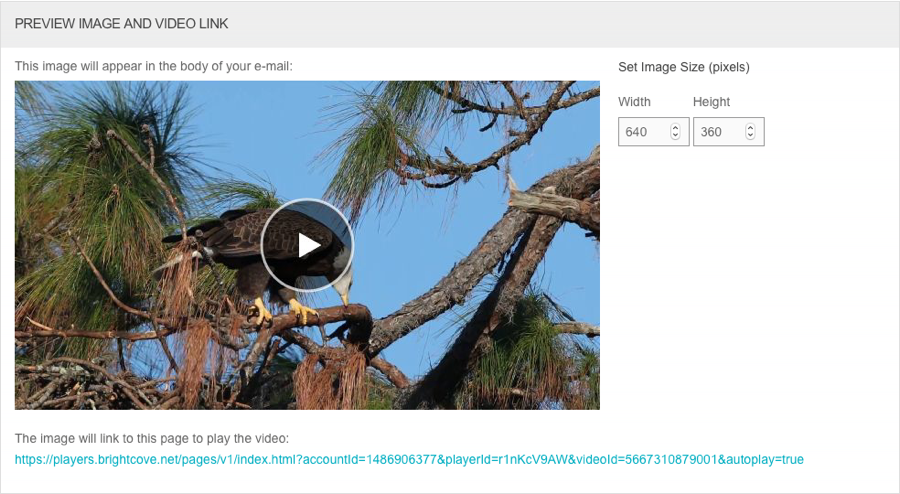 PREVIEW IMAGE AND VIDEO LINK
This image will appear in the body of your e-mail:
Set Image Size (pixels)
Width Height
640 360
The image will link to this page to play the video:
https://players.brightcove.net/pages/v1/index.html?accountId=1486906377&playerId=r1nKcV9AW&videoId=5667310879001&autoplay=true